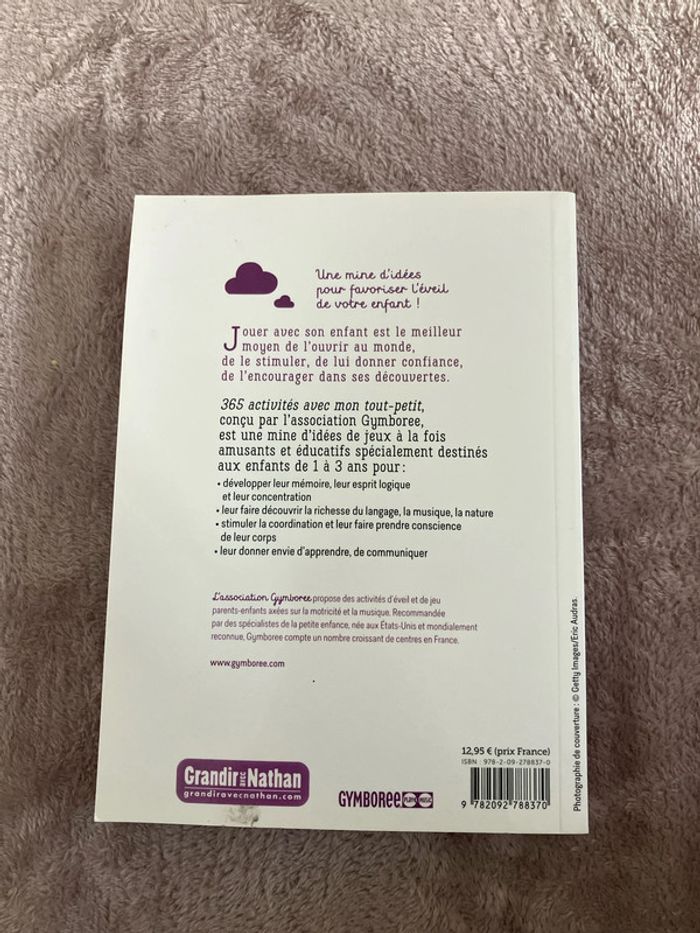 Une mine d'idées
pour favoriser l'éveil
de votre enfant !
Jouer avec son enfant est le meilleur
moyen de l'ouvrir au monde,
de le stimuler, de lui donner confiance,
de l'encourager dans ses découvertes.
365 activités avec mon tout-petit,
conçu par l'association Gymboree,
est une mine d'idées de jeux à la fois
amusants et éducatifs spécialement destinés
aux enfants de 1 à 3 ans pour :
• développer leur mémoire, leur esprit logique
et leur concentration
• leur faire découvrir la richesse du langage, la musique, la nature
• stimuler la coordination et leur faire prendre conscience
de leur corps
• leur donner envie d'apprendre, de communiquer
L'association Gymboree propose des activités d'éveil et de jeu
parents-enfants axées sur la motricité et la musique. Recommandée
par des spécialistes de la petite enfance, née aux États-Unis et mondialement
reconnue, Gymboree compte un nombre croissant de centres en France.
www.gymboree.com
Grandir avec Nathan
grandiravecnathan.com
GYMBOREE PLAY & MUSIC
12,95 € (prix France)
ISBN : 978-2-09-278837-0
9 782092 788370
Photographie de couverture : © Getty Images/Eric Audras.